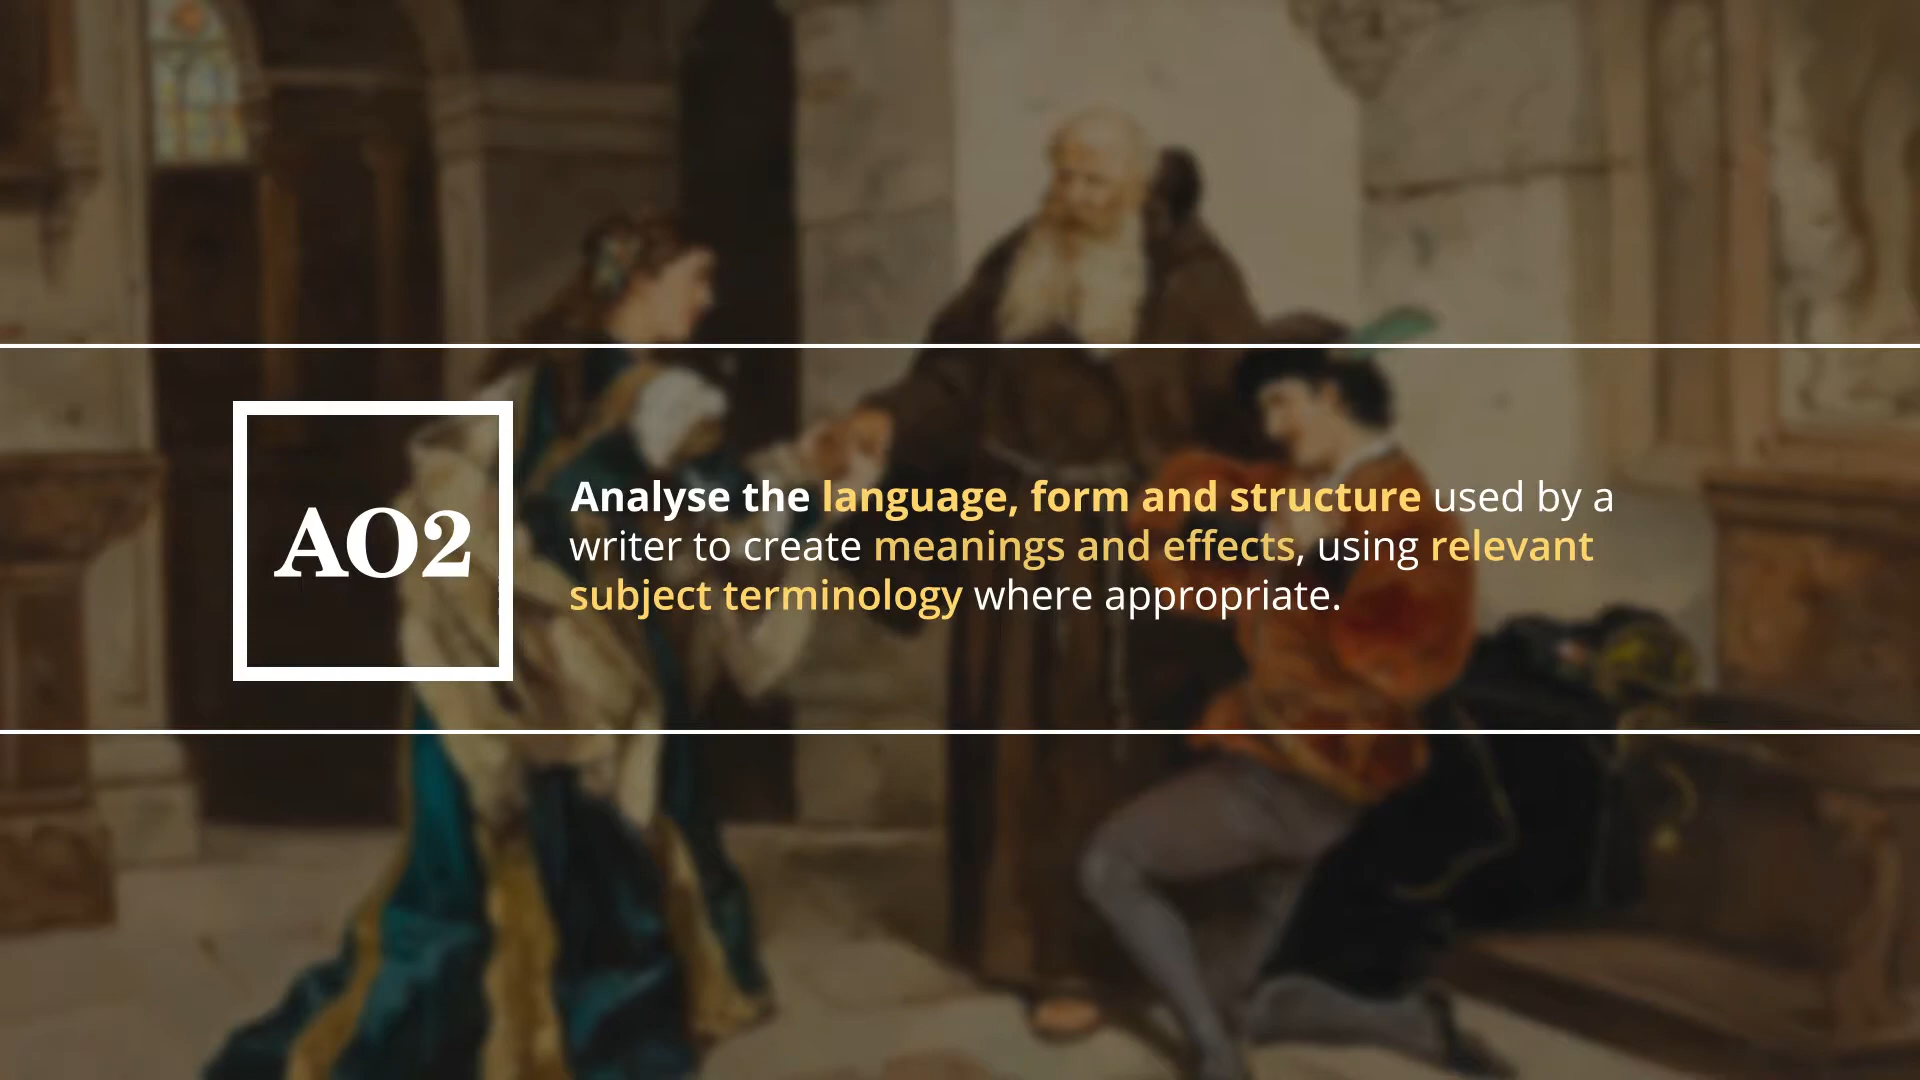 AO2
Analyse the language, form and structure used by a
writer to create meanings and effects, using relevant
subject terminology where appropriate.